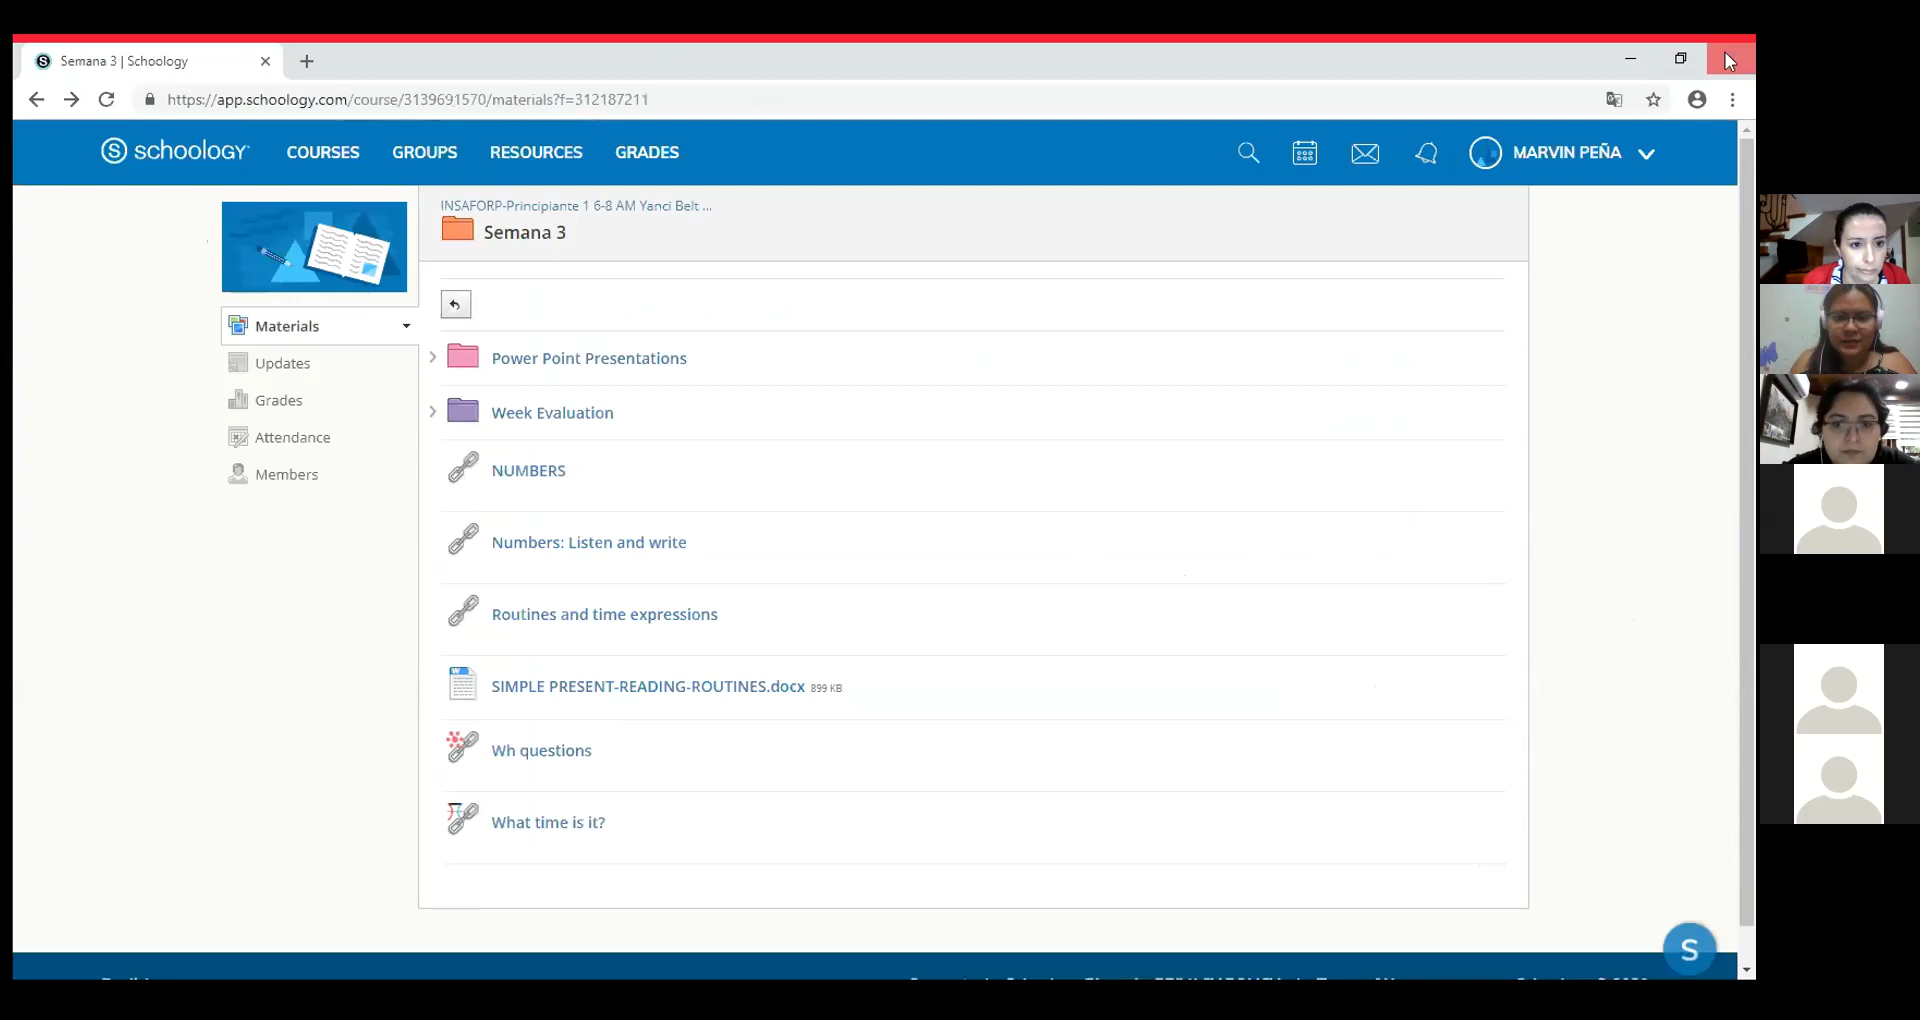 Semana 3 | Schoology
https://app.schoology.com/course/3139691570/materials?f=312187211
schoology
COURSES
GROUPS
RESOURCES
GRADES
MARVIN PEÑA
INSAFORP-Principiante 1 6-8 AM Yanci Belt ...
Semana 3
Materials
Updates
Grades
Attendance
Members
Power Point Presentations
Week Evaluation
NUMBERS
Numbers: Listen and write
Routines and time expressions
SIMPLE PRESENT-READING-ROUTINES.docx 899 KB
Wh questions
What time is it?
S